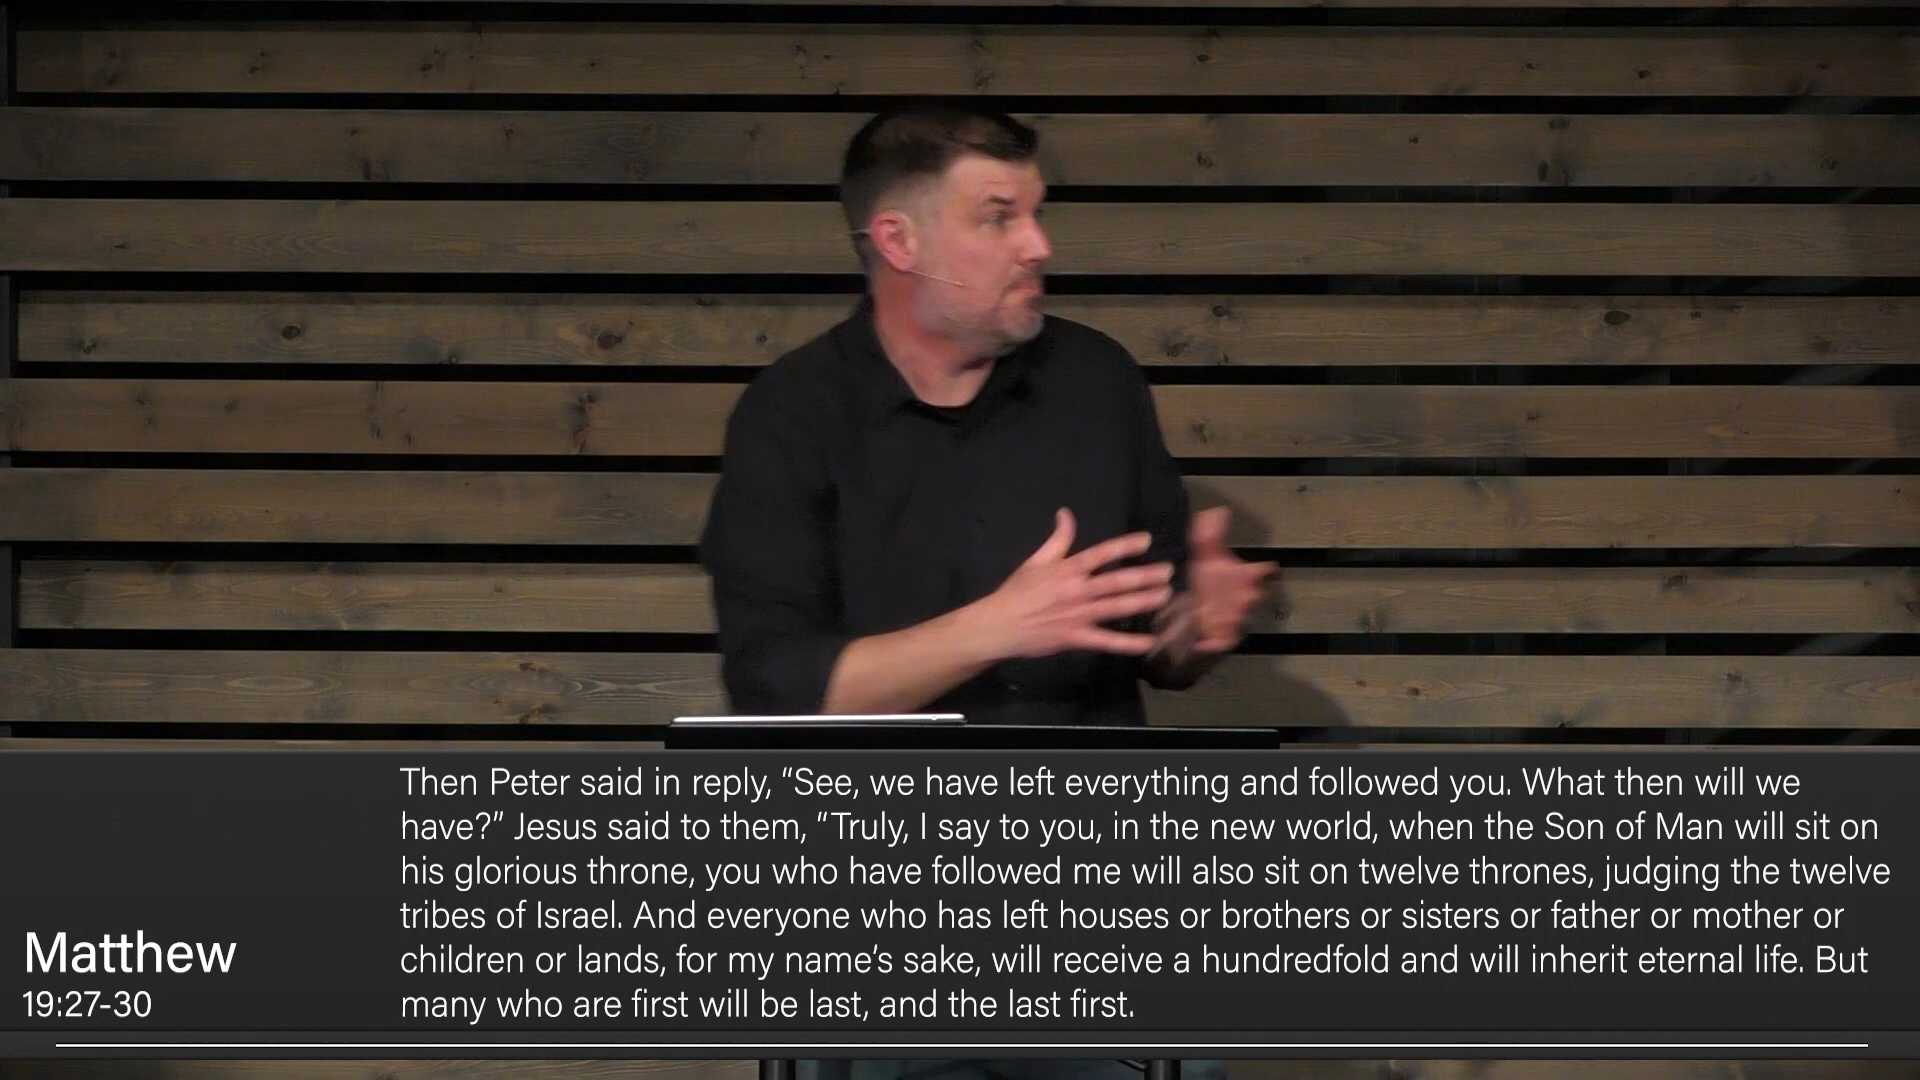 Matthew
19:27-30
Then Peter said in reply, “See, we have left everything and followed you. What then will we
have?” Jesus said to them, “Truly, I say to you, in the new world, when the Son of Man will sit on
his glorious throne, you who have followed me will also sit on twelve thrones, judging the twelve
tribes of Israel. And everyone who has left houses or brothers or sisters or father or mother or
children or lands, for my name’s sake, will receive a hundredfold and will inherit eternal life. But
many who are first will be last, and the last first.